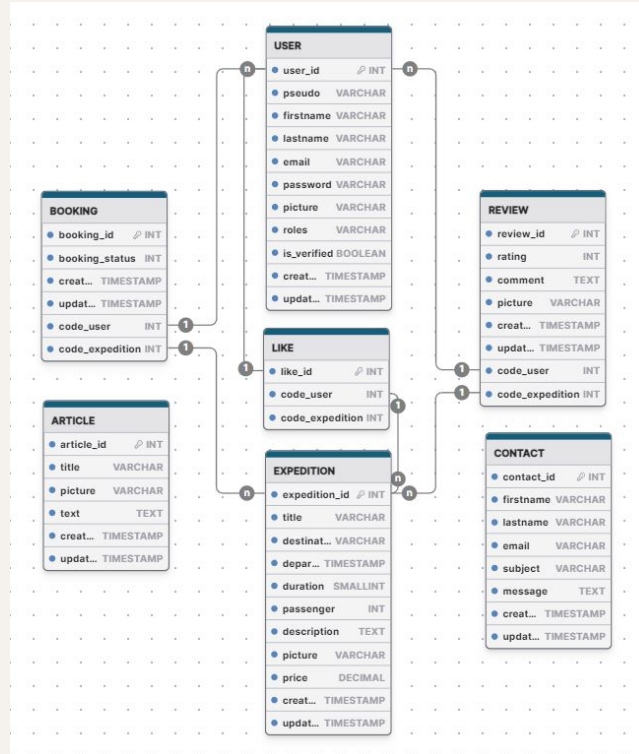 USER
user_id INT
pseudo VARCHAR
firstname VARCHAR
lastname VARCHAR
email VARCHAR
password VARCHAR
picture VARCHAR
roles VARCHAR
is_verified BOOLEAN
creat... TIMESTAMP
updat... TIMESTAMP
BOOKING
booking_id INT
booking_status INT
creat... TIMESTAMP
updat... TIMESTAMP
code_user INT
code_expedition INT
REVIEW
review_id INT
rating INT
comment TEXT
picture VARCHAR
creat... TIMESTAMP
updat... TIMESTAMP
code_user INT
code_expedition INT
LIKE
like_id INT
code_user INT
code_expedition INT
ARTICLE
article_id INT
title VARCHAR
picture VARCHAR
text TEXT
creat... TIMESTAMP
updat... TIMESTAMP
EXPEDITION
expedition_id INT
title VARCHAR
destinat... VARCHAR
depar... TIMESTAMP
duration SMALLINT
passenger INT
description TEXT
picture VARCHAR
price DECIMAL
creat... TIMESTAMP
updat... TIMESTAMP
CONTACT
contact_id INT
firstname VARCHAR
lastname VARCHAR
email VARCHAR
subject VARCHAR
message TEXT
creat... TIMESTAMP
updat... TIMESTAMP
n
n
1
1
1
1
1
1
n
n
n